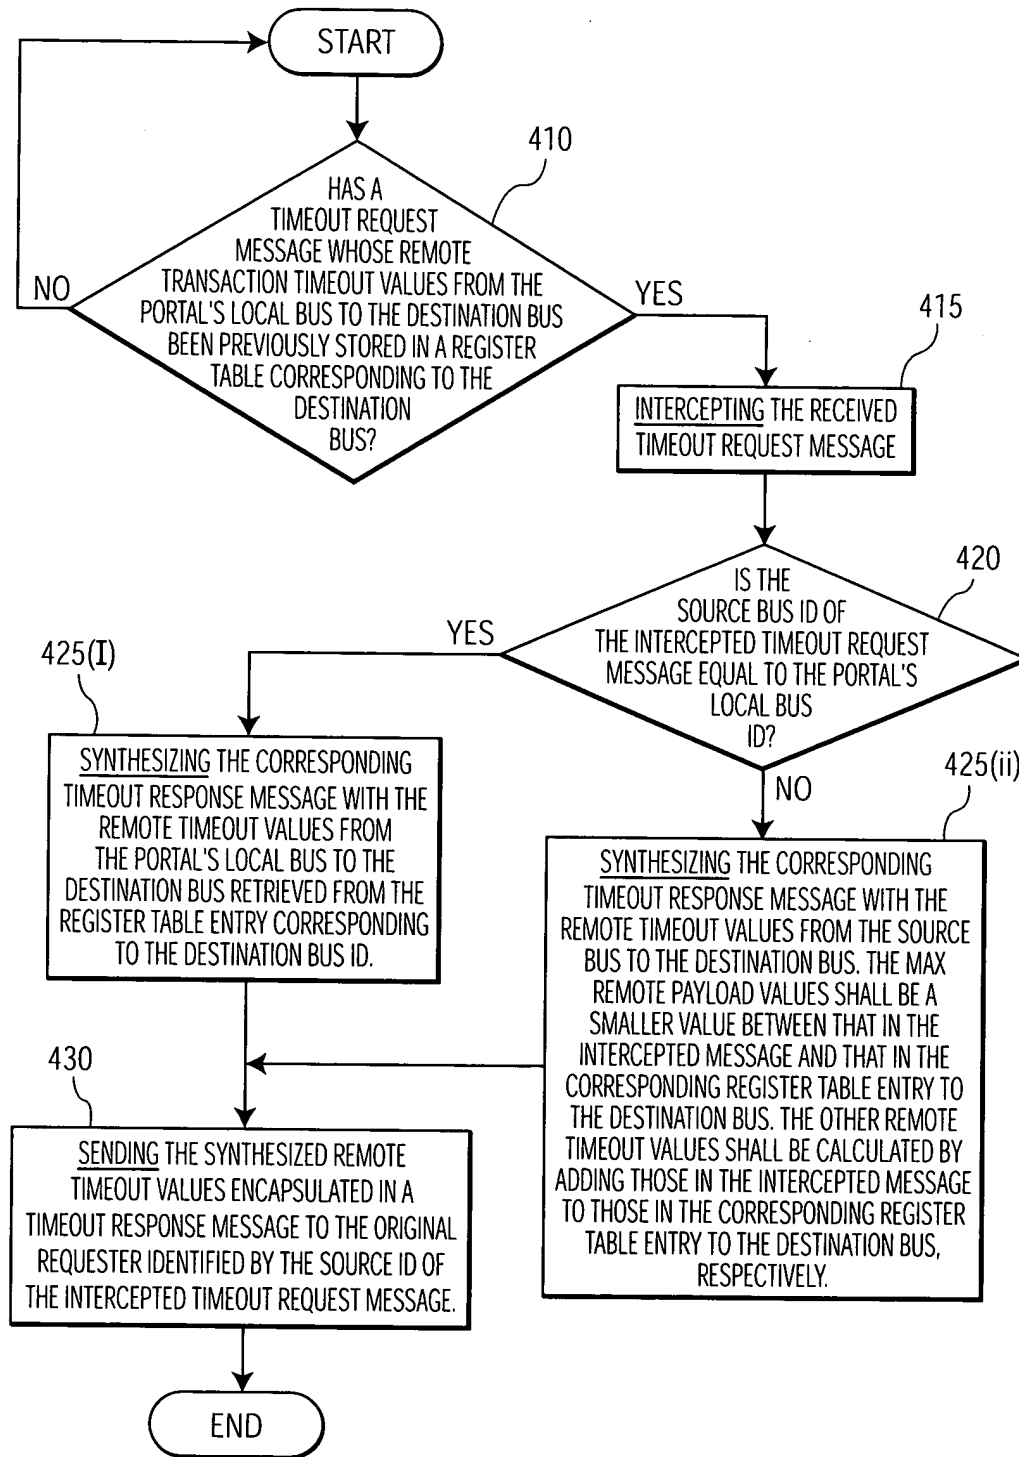 START
410
HAS A
TIMEOUT REQUEST
MESSAGE WHOSE REMOTE
TRANSACTION TIMEOUT VALUES FROM THE
PORTAL'S LOCAL BUS TO THE DESTINATION BUS
BEEN PREVIOUSLY STORED IN A REGISTER
TABLE CORRESPONDING TO THE
DESTINATION
BUS?
NO
YES
415
INTERCEPTING THE RECEIVED
TIMEOUT REQUEST MESSAGE
420
IS THE
SOURCE BUS ID OF
THE INTERCEPTED TIMEOUT REQUEST
MESSAGE EQUAL TO THE PORTAL'S
LOCAL BUS
ID?
YES
NO
425(I)
SYNTHESIZING THE CORRESPONDING
TIMEOUT RESPONSE MESSAGE WITH THE
REMOTE TIMEOUT VALUES FROM
THE PORTAL'S LOCAL BUS TO THE
DESTINATION BUS RETRIEVED FROM THE
REGISTER TABLE ENTRY CORRESPONDING
TO THE DESTINATION BUS ID.
425(ii)
SYNTHESIZING THE CORRESPONDING
TIMEOUT RESPONSE MESSAGE WITH THE
REMOTE TIMEOUT VALUES FROM THE SOURCE
BUS TO THE DESTINATION BUS. THE MAX
REMOTE PAYLOAD VALUES SHALL BE A
SMALLER VALUE BETWEEN THAT IN THE
INTERCEPTED MESSAGE AND THAT IN THE
CORRESPONDING REGISTER TABLE ENTRY TO
THE DESTINATION BUS. THE OTHER REMOTE
TIMEOUT VALUES SHALL BE CALCULATED BY
ADDING THOSE IN THE INTERCEPTED MESSAGE
TO THOSE IN THE CORRESPONDING REGISTER
TABLE ENTRY TO THE DESTINATION BUS,
RESPECTIVELY.
430
SENDING THE SYNTHESIZED REMOTE
TIMEOUT VALUES ENCAPSULATED IN A
TIMEOUT RESPONSE MESSAGE TO THE ORIGINAL
REQUESTER IDENTIFIED BY THE SOURCE ID OF
THE INTERCEPTED TIMEOUT REQUEST MESSAGE.
END